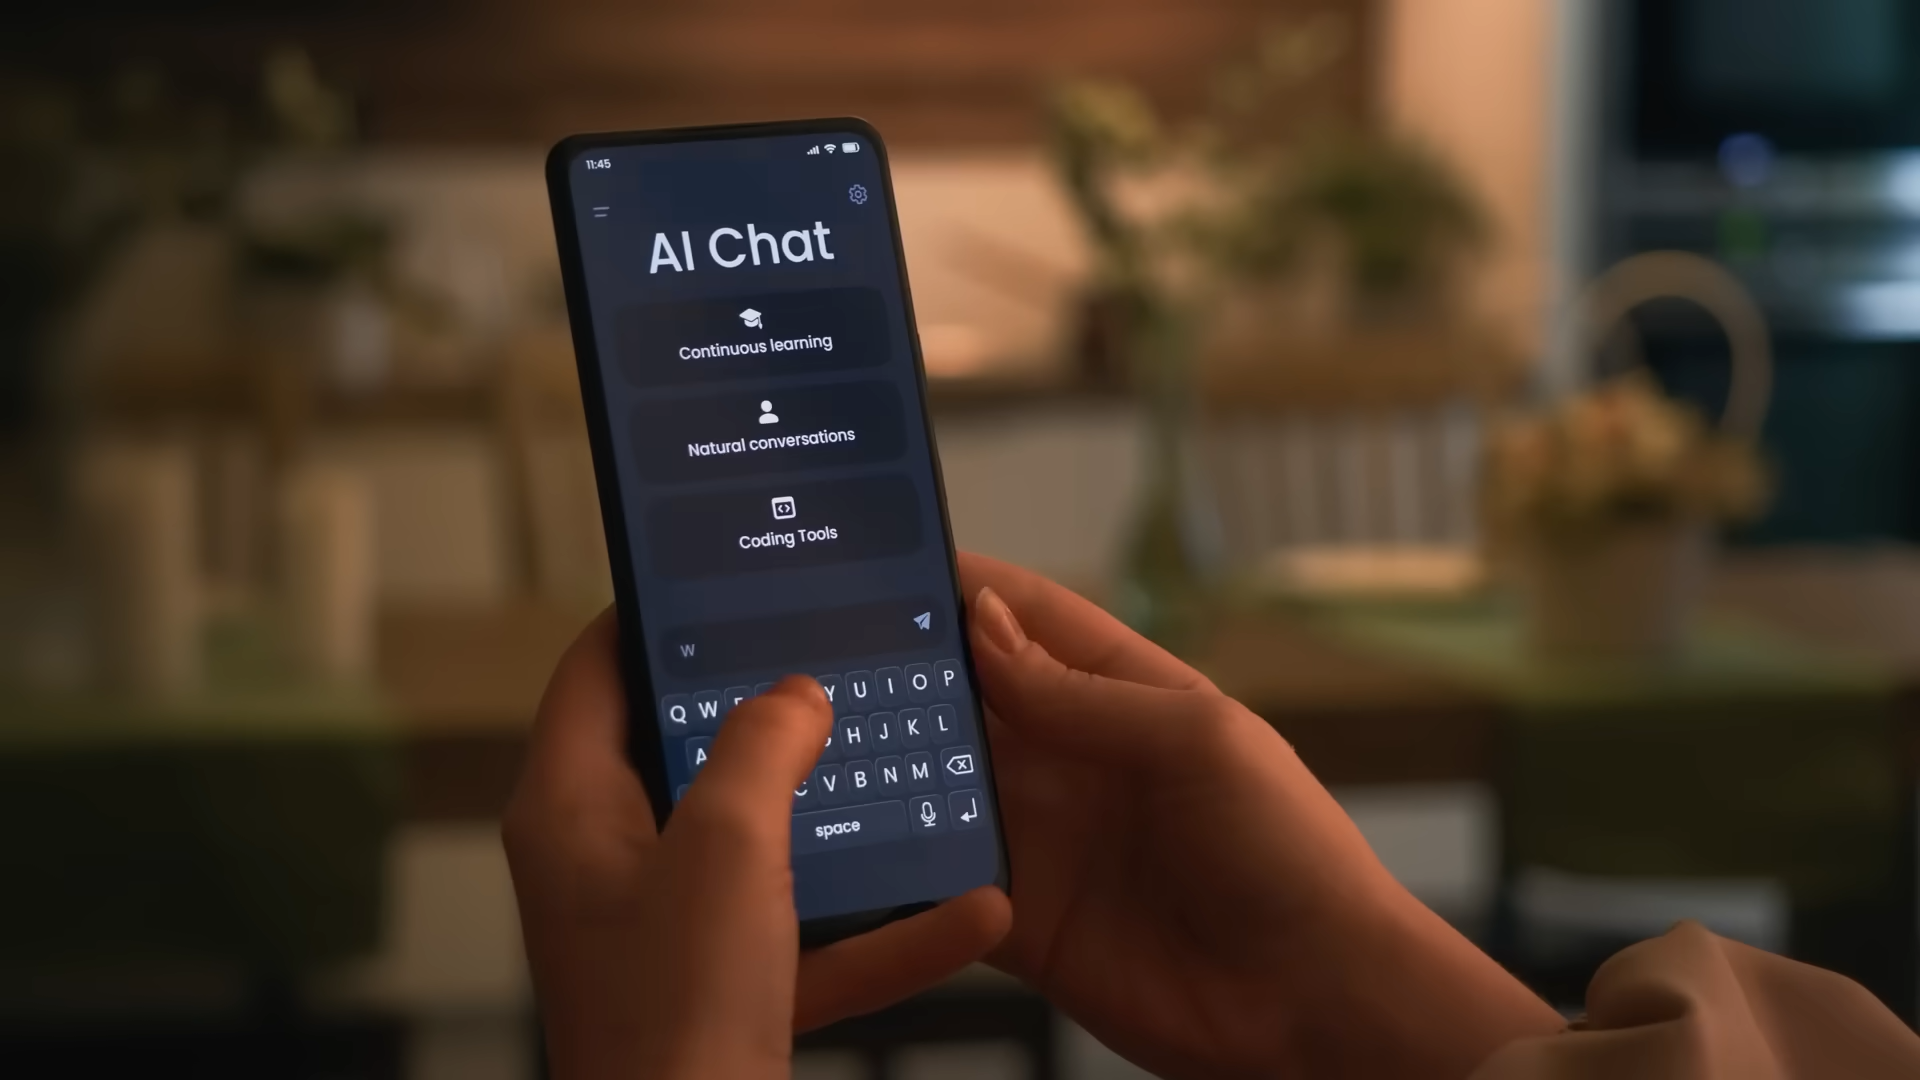 11:45
AI Chat
Continuous learning
Natural conversations
Coding Tools
W
Q W Y U I O P
A H J K L
C V B N M
space